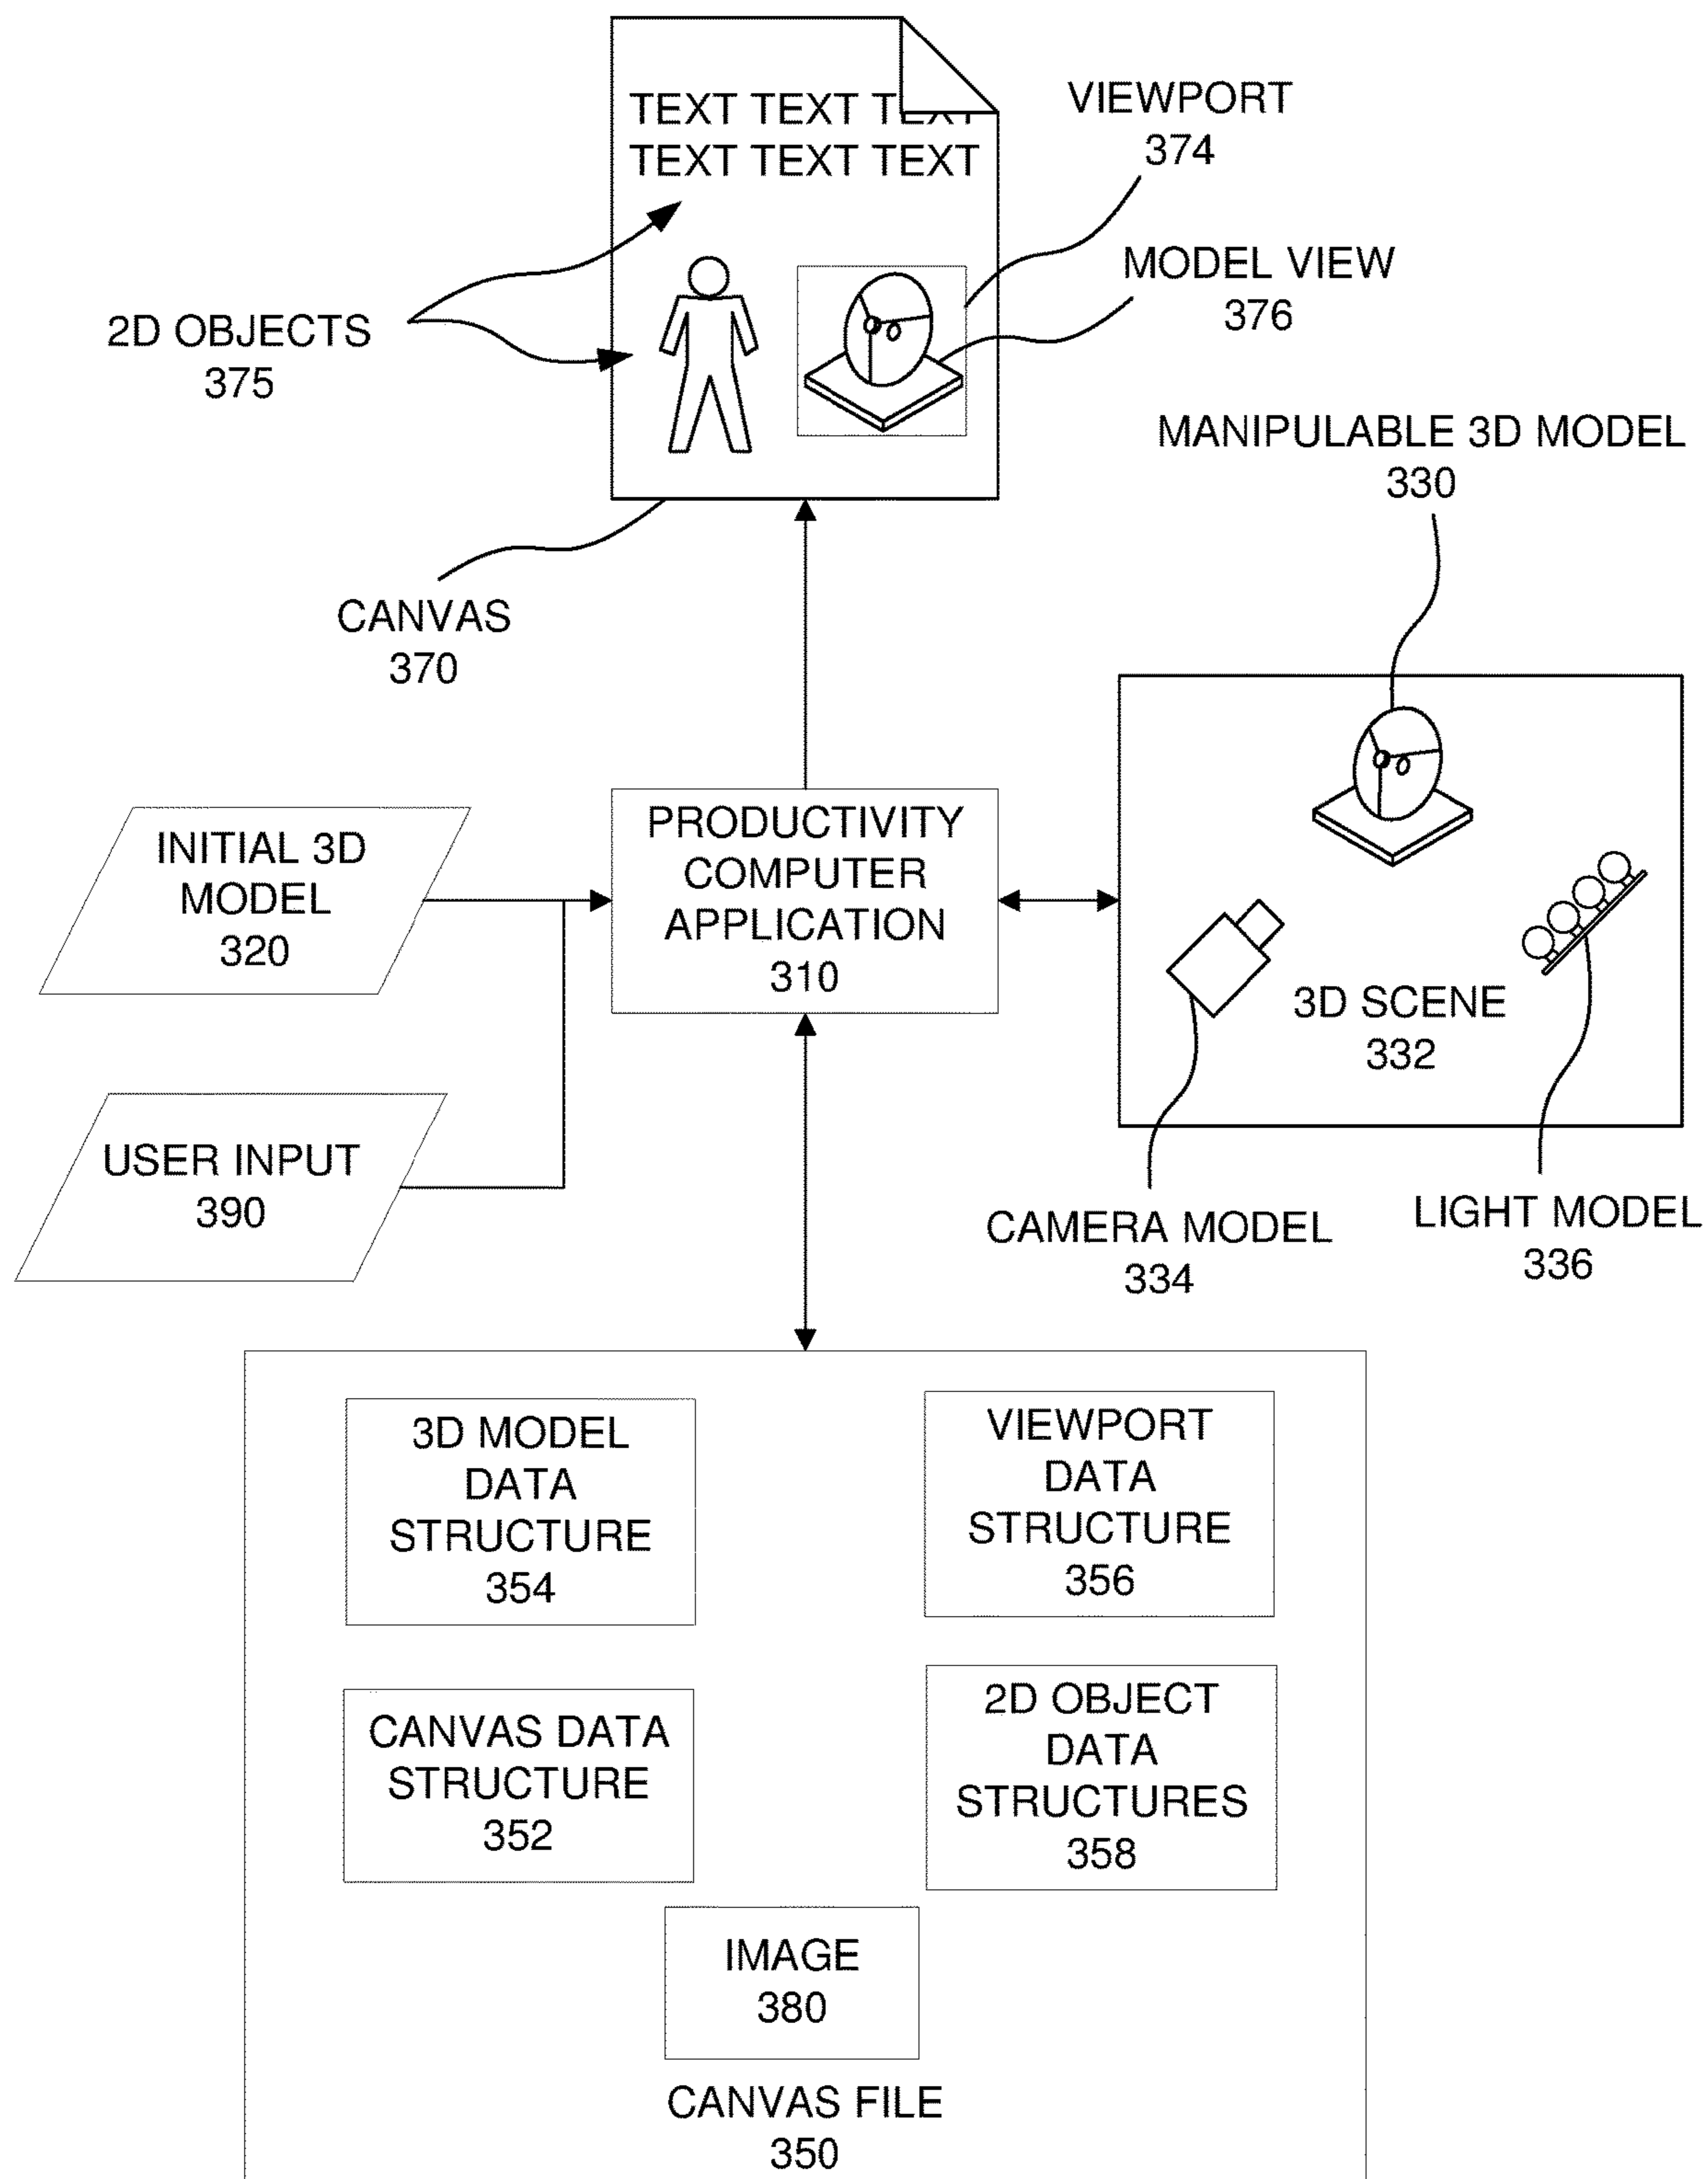 TEXT TEXT TEXT
TEXT TEXT TEXT
VIEWPORT
374
MODEL VIEW
376
2D OBJECTS
375
MANIPULABLE 3D MODEL
330
CANVAS
370
INITIAL 3D
MODEL
320
PRODUCTIVITY
COMPUTER
APPLICATION
310
3D SCENE
332
USER INPUT
390
CAMERA MODEL
334
LIGHT MODEL
336
3D MODEL
DATA
STRUCTURE
354
VIEWPORT
DATA
STRUCTURE
356
CANVAS DATA
STRUCTURE
352
2D OBJECT
DATA
STRUCTURES
358
IMAGE
380
CANVAS FILE
350